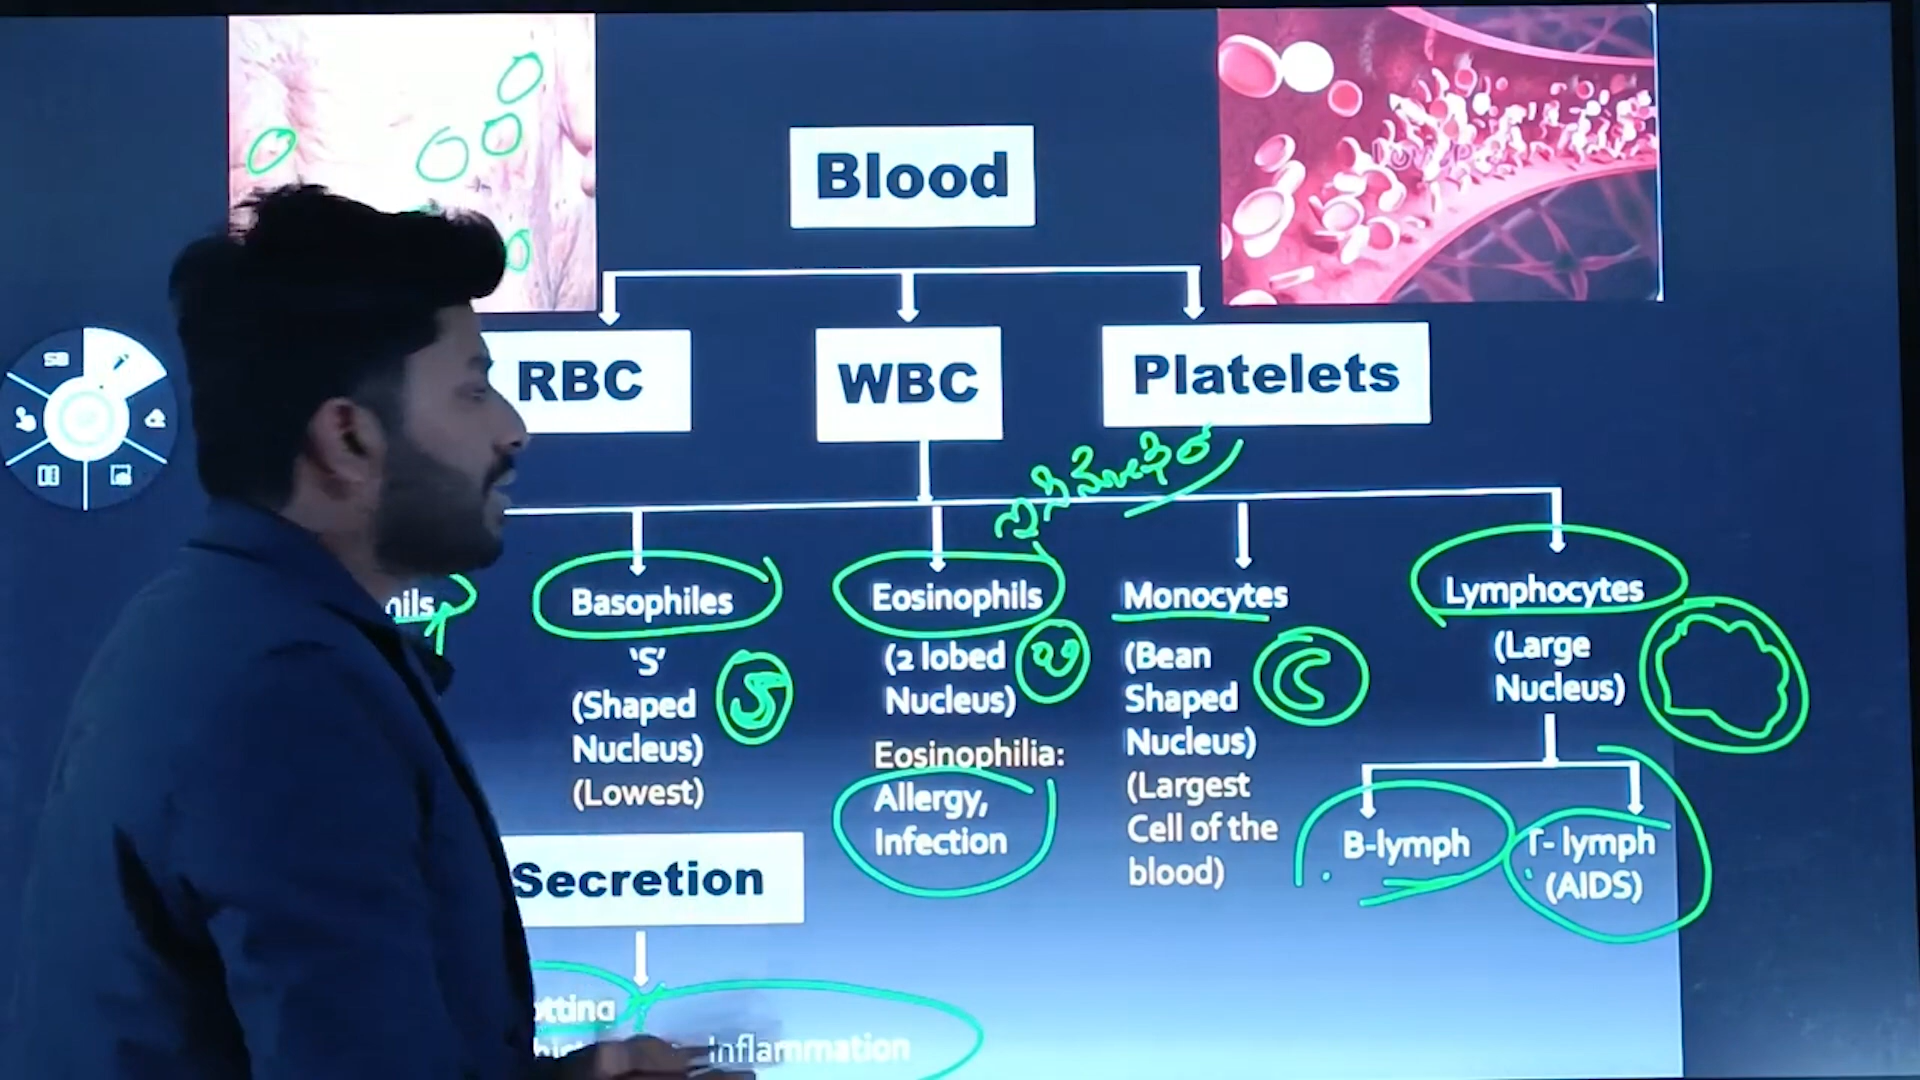 Blood
RBC
WBC
Platelets
Basophiles
Eosinophils
Monocytes
Lymphocytes
'S'
(Shaped
Nucleus)
(Lowest)
(2 lobed
Nucleus)
Eosinophilia:
Allergy,
Infection
(Bean
Shaped
Nucleus)
(Largest
Cell of the
blood)
(Large
Nucleus)
B-lymph
T-lymph
(AIDS)
Secretion
Inflammation